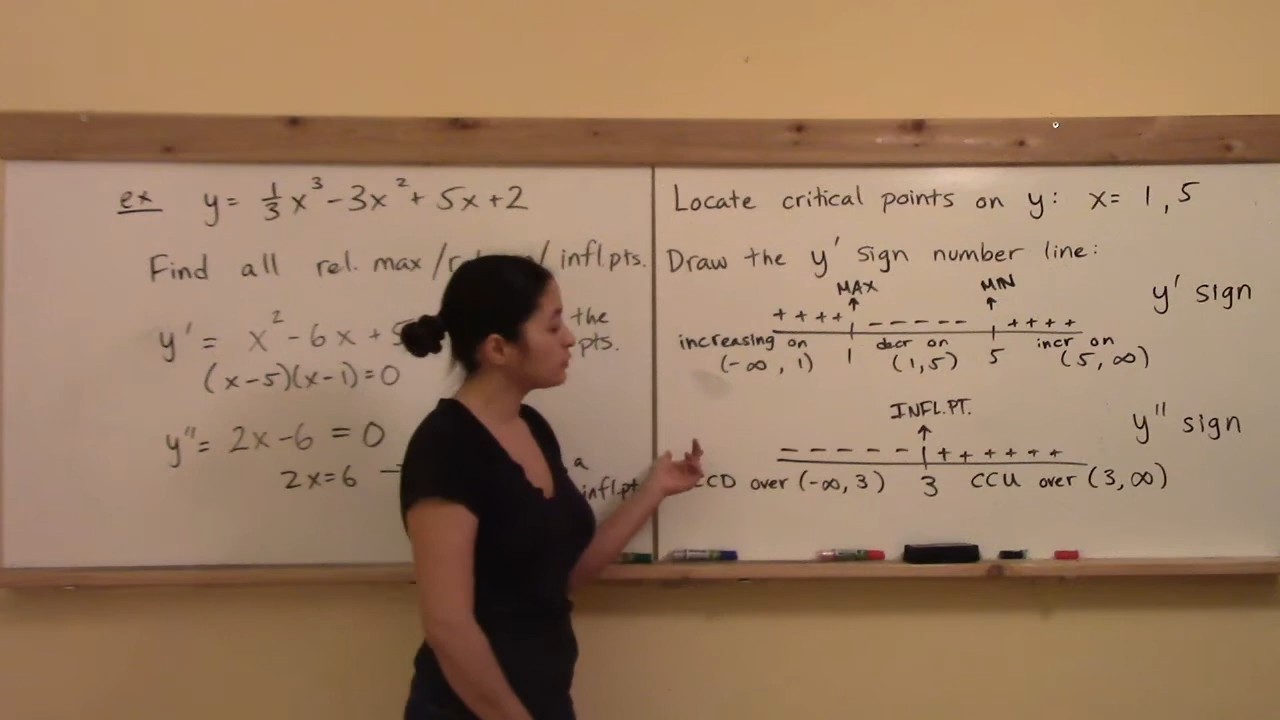 ex y = 1/3 x³ - 3x² + 5x + 2
Find all rel. max / infl.pts.
y' = x² - 6x + 5 the
pts.
(x-5)(x-1)=0
y'' = 2x-6 = 0
2x=6 a
infl.pt
Locate critical points on y: x= 1, 5
Draw the y' sign number line:
MAX MIN
y' sign
++++ ----- ++++
increasing on decr on incr on
(-∞, 1) 1 (1,5) 5 (5, ∞)
INFL.PT.
y'' sign
------ ++++++
CCD over (-∞, 3) 3 CCU over (3, ∞)